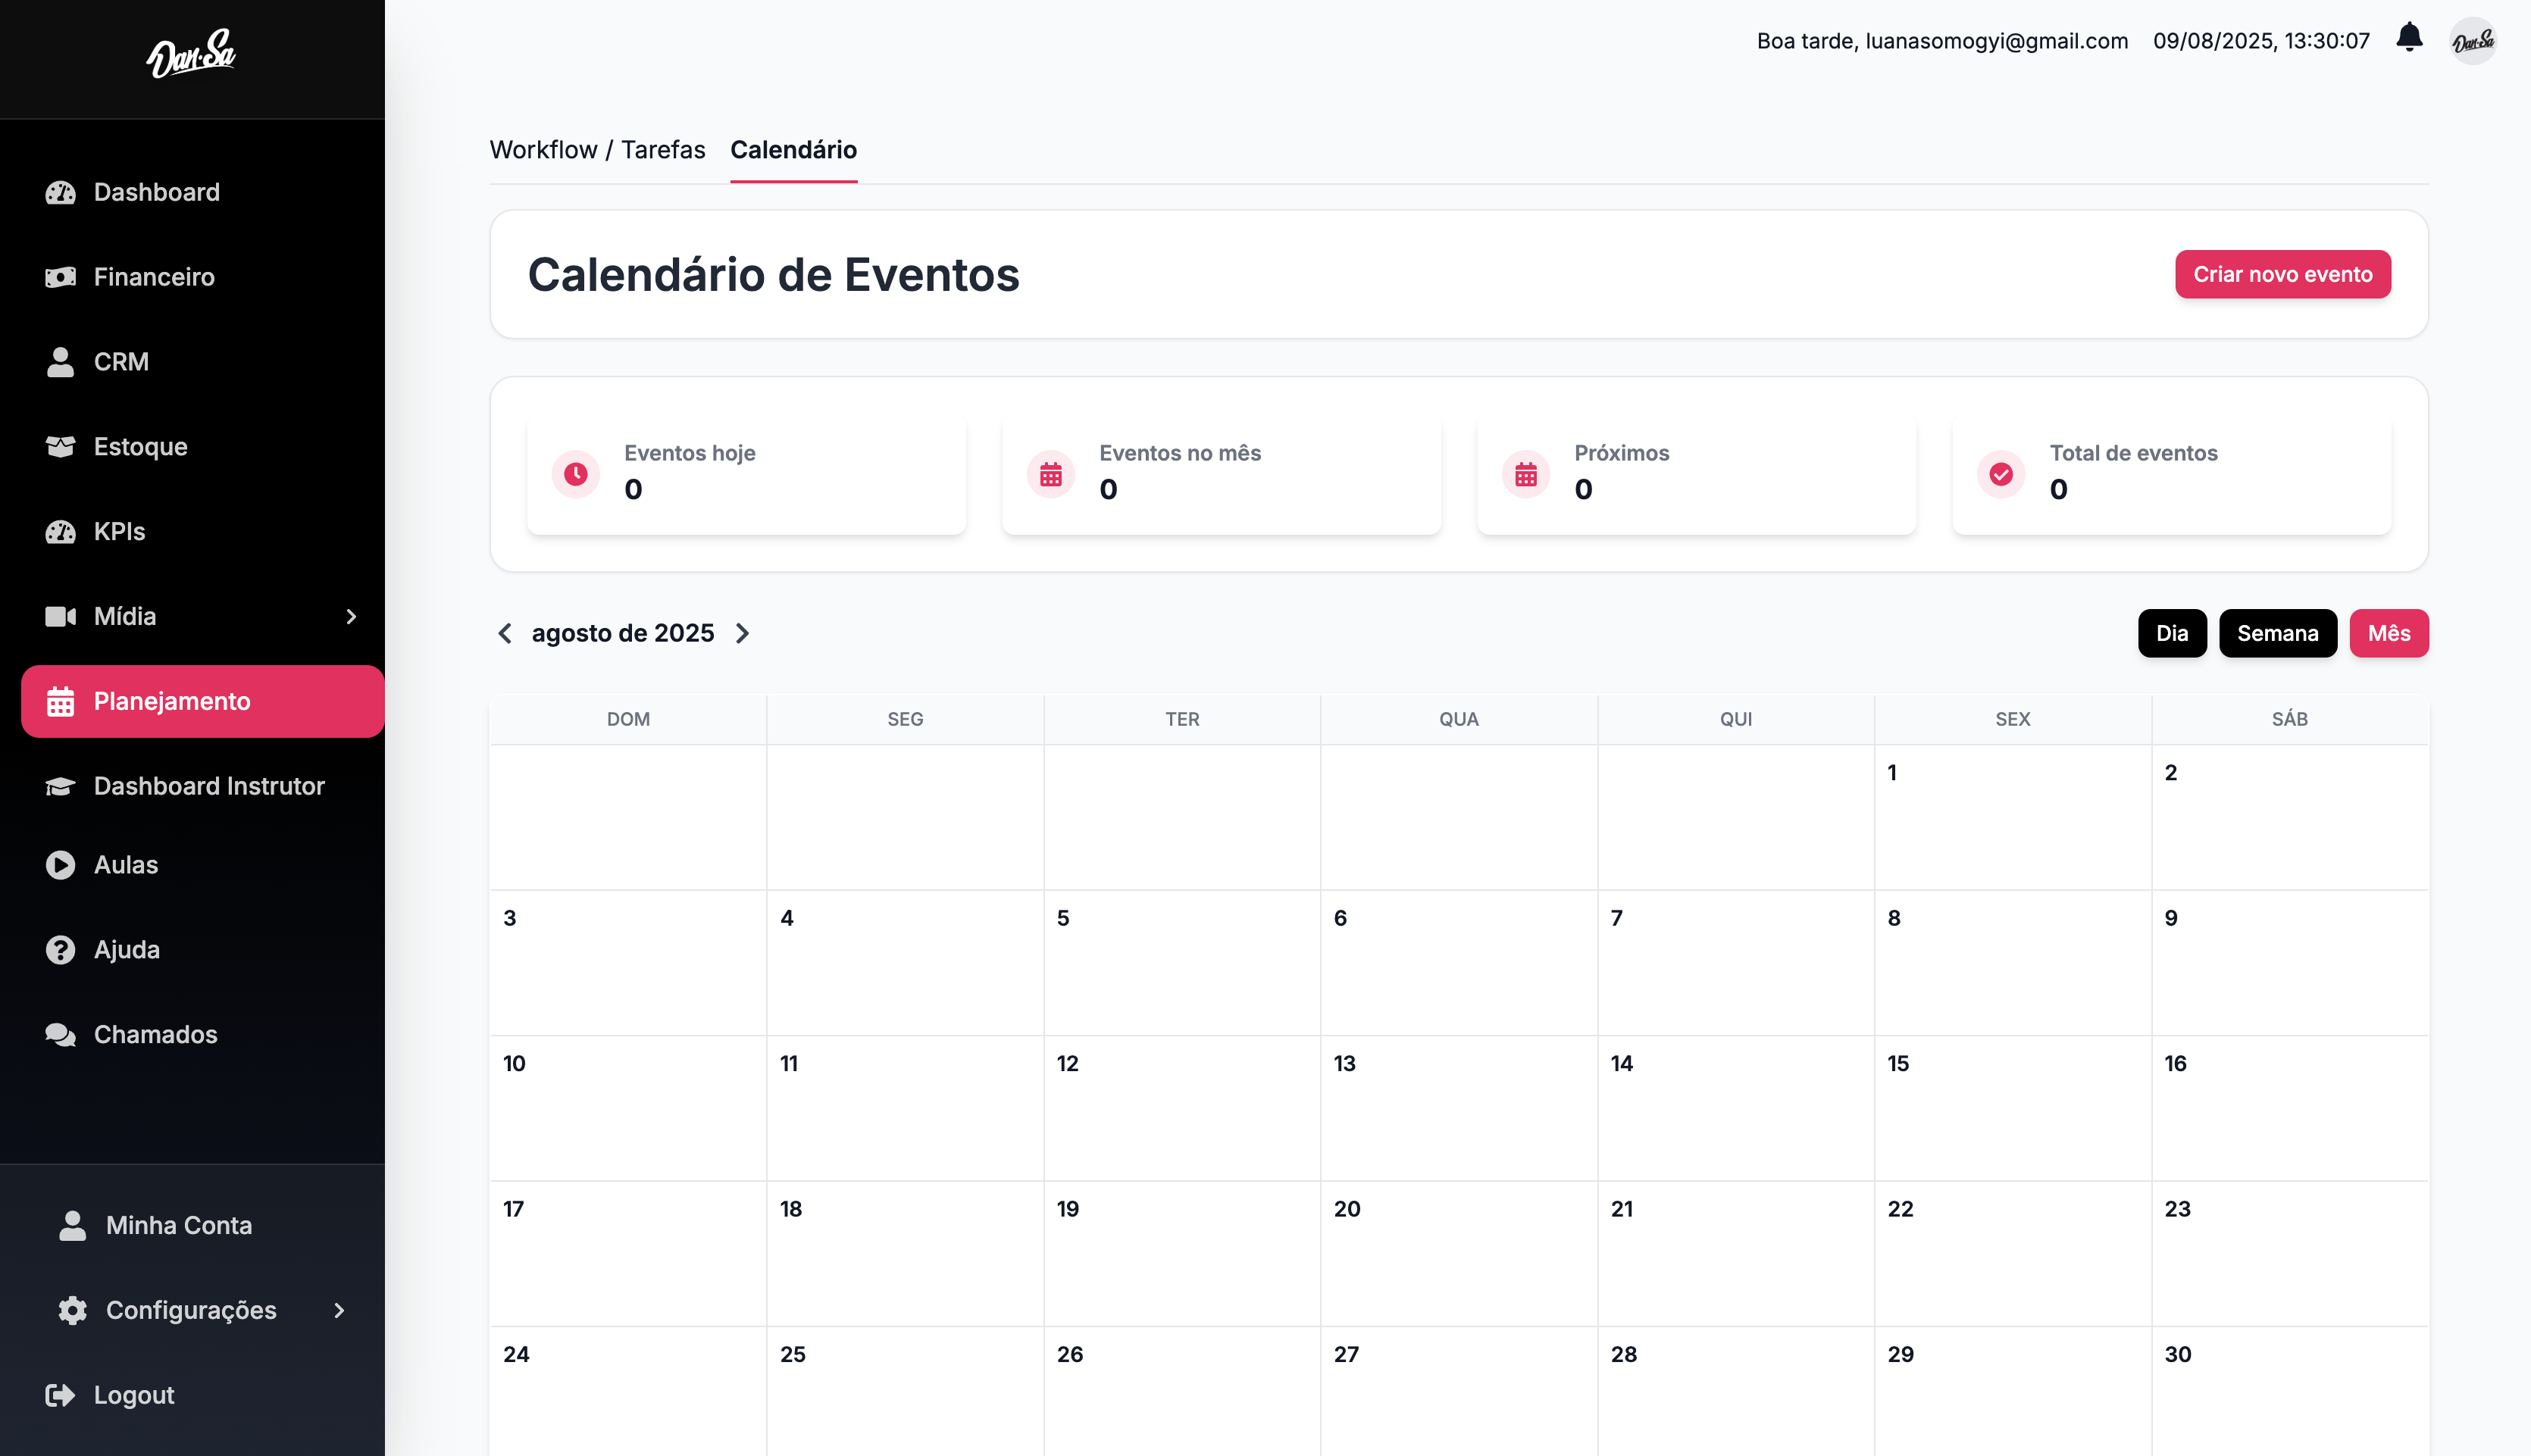 Dan-Sa
Boa tarde, luanasomogyi@gmail.com 09/08/2025, 13:30:07
Dan-Sa
Dashboard
Financeiro
CRM
Estoque
KPIs
Mídia
Planejamento
Dashboard Instrutor
Aulas
Ajuda
Chamados
Minha Conta
Configurações
Logout
Workflow / Tarefas Calendário
Calendário de Eventos
Criar novo evento
Eventos hoje
0
Eventos no mês
0
Próximos
0
Total de eventos
0
agosto de 2025
Dia Semana Mês
DOM SEG TER QUA QUI SEX SÁB
1 2
3 4 5 6 7 8 9
10 11 12 13 14 15 16
17 18 19 20 21 22 23
24 25 26 27 28 29 30